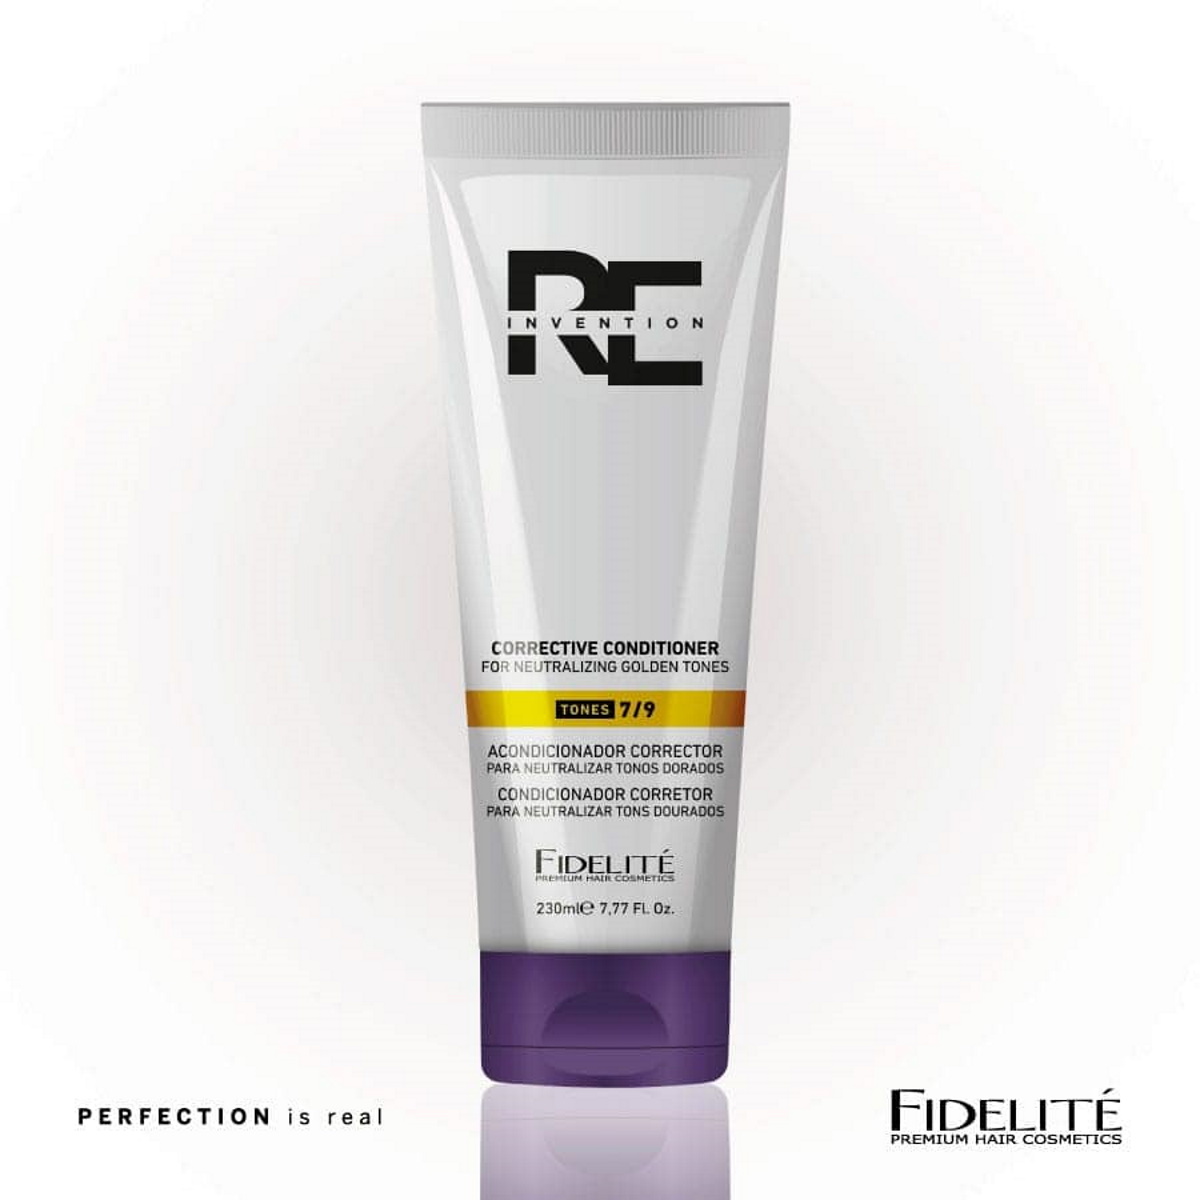 RE
INVENTION
CORRECTIVE CONDITIONER
FOR NEUTRALIZING GOLDEN TONES
TONES 7/9
ACONDICIONADOR CORRECTOR
PARA NEUTRALIZAR TONOS DORADOS
CONDICIONADOR CORRETOR
PARA NEUTRALIZAR TONS DOURADOS
FIDELITÉ
PREMIUM HAIR COSMETICS
230ml℮ 7,77 Fl. Oz.
PERFECTION is real
FIDELITÉ
PREMIUM HAIR COSMETICS